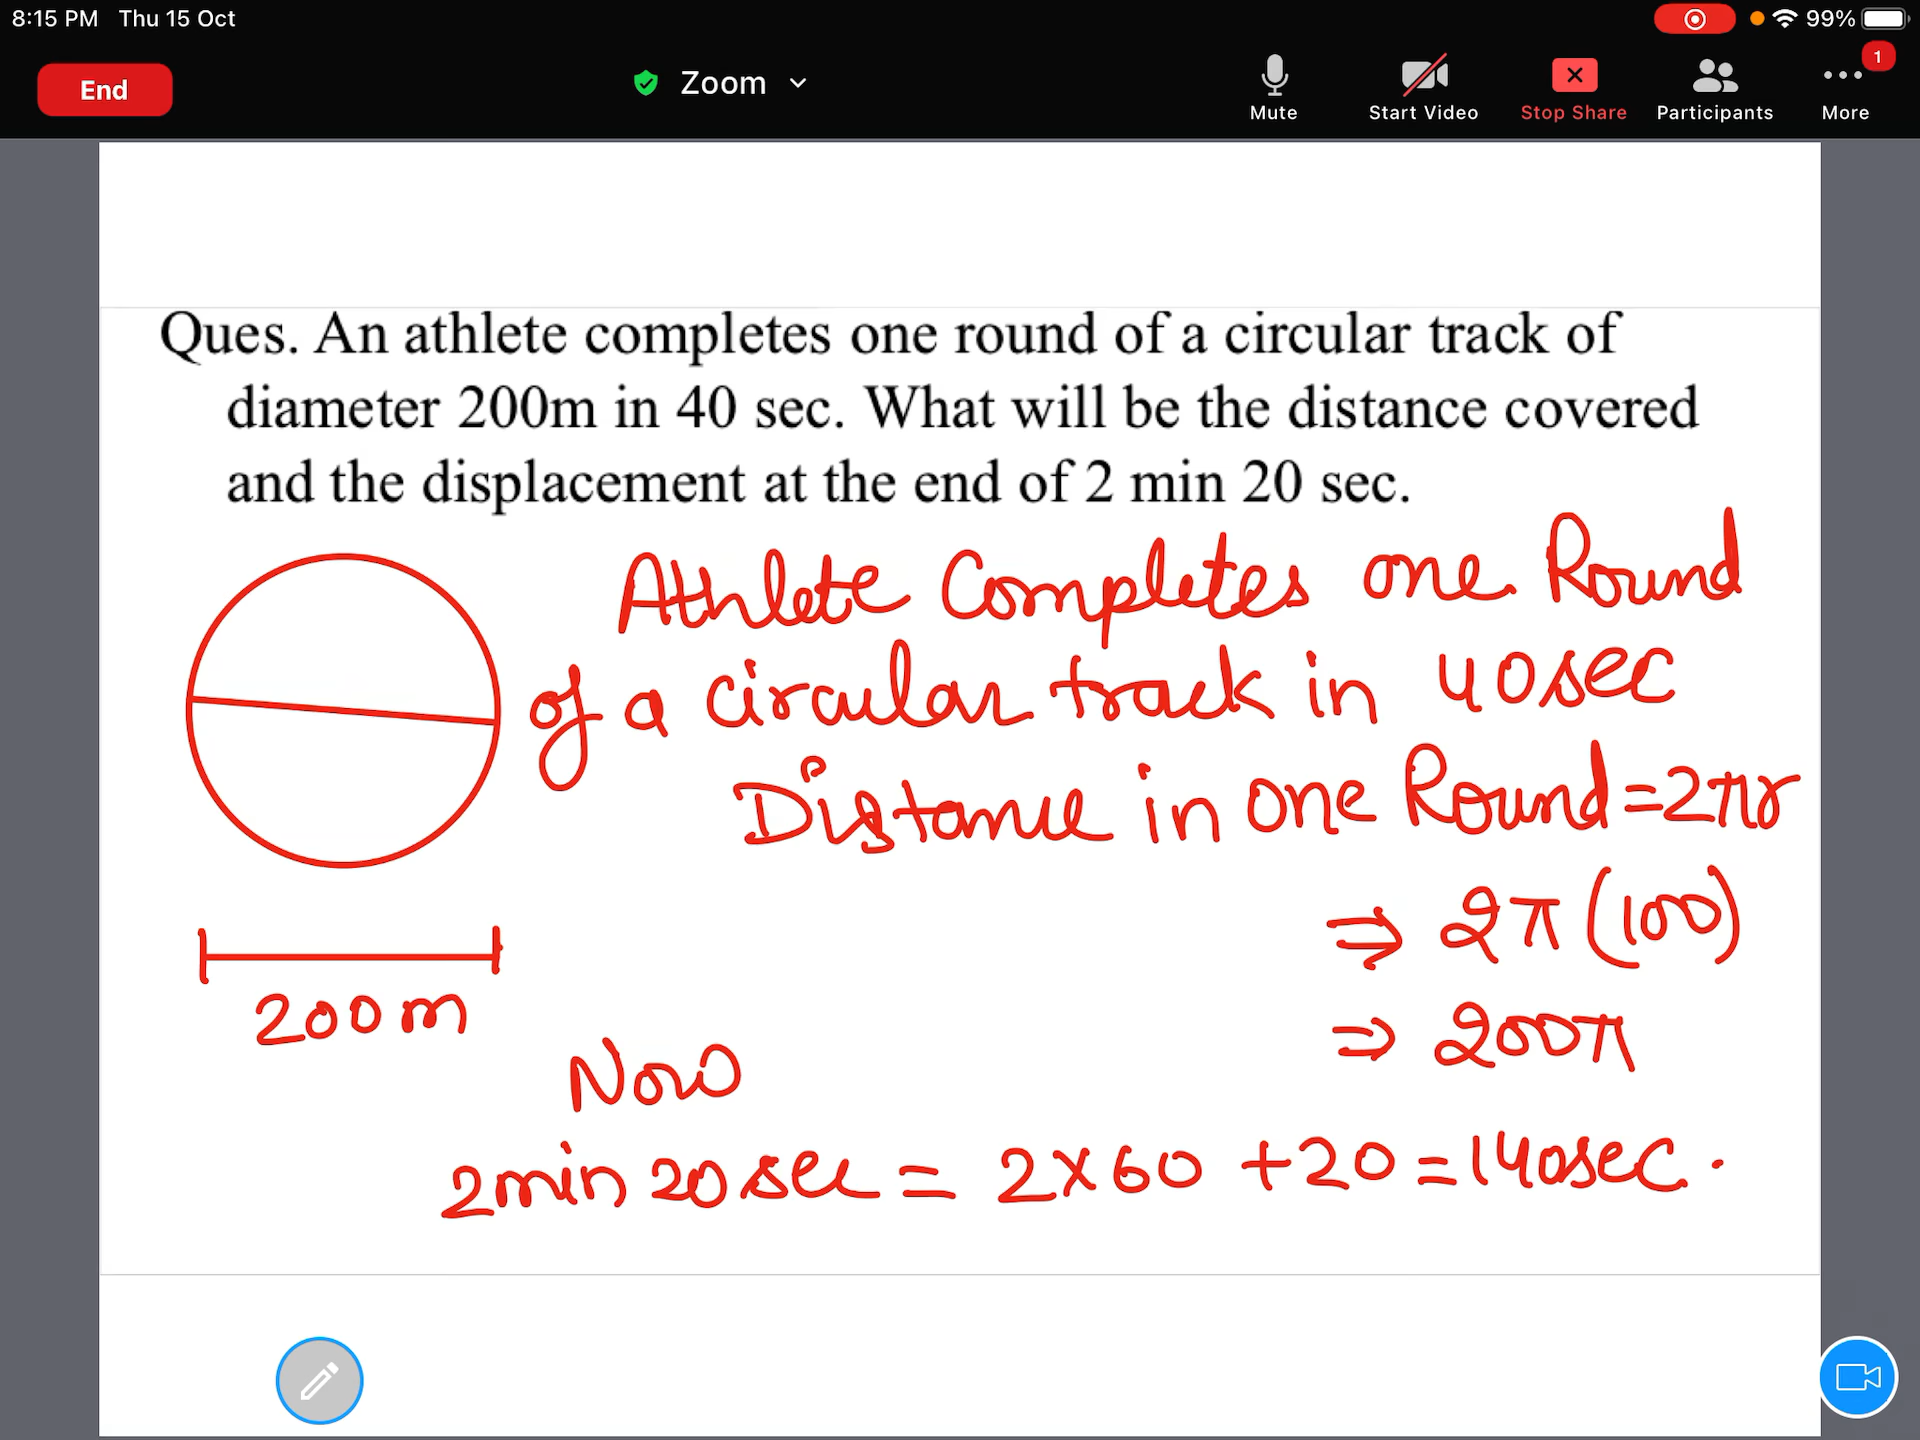 8:15 PM Thu 15 Oct 99%
End Zoom Mute Start Video Stop Share Participants More 1
Ques. An athlete completes one round of a circular track of
diameter 200m in 40 sec. What will be the distance covered
and the displacement at the end of 2 min 20 sec.
Athlete Completes one Round
of a circular track in 40sec
Distance in one Round=2πr
⇒ 2π(100)
200m
⇒ 200π
Now
2min 20 sec = 2×60 +20=140sec.